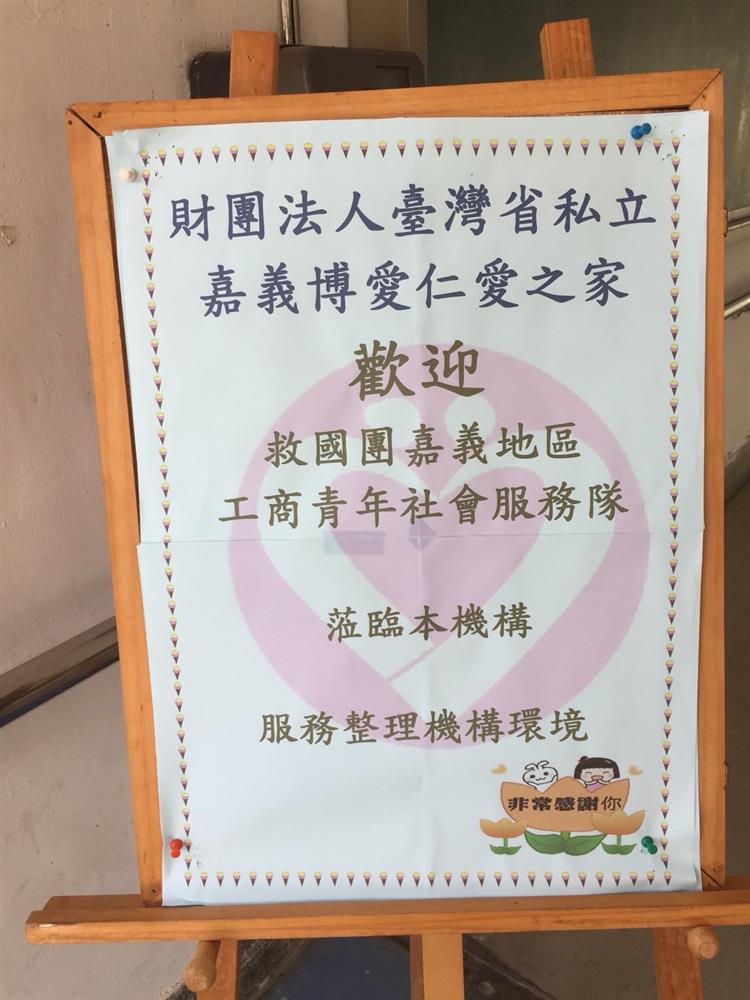 財團法人臺灣省私立
嘉義博愛仁愛之家
歡迎
救國團嘉義地區
工商青年社會服務隊
蒞臨本機構
服務整理機構環境
非常感謝你